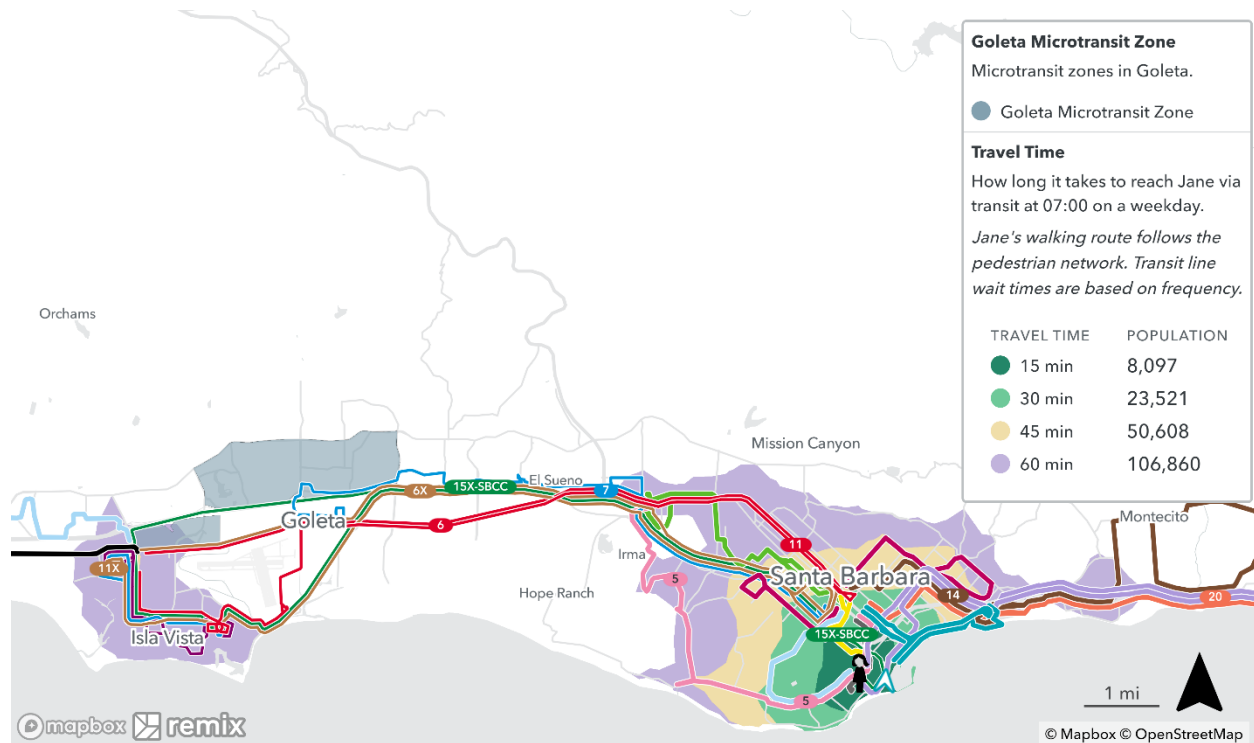 Goleta Microtransit Zone
Microtransit zones in Goleta.
Goleta Microtransit Zone
Travel Time
How long it takes to reach Jane via
transit at 07:00 on a weekday.
Jane's walking route follows the
pedestrian network. Transit line
wait times are based on frequency.
TRAVEL TIME POPULATION
15 min 8,097
30 min 23,521
45 min 50,608
60 min 106,860
Orchams
Mission Canyon
El Sueno
6X
15X-SBCC
7
Goleta
6
Montecito
11
Irma
11X
Santa Barbara
5
Hope Ranch
14
20
Isla Vista
15X-SBCC
5
1 mi
mapbox remix
© Mapbox © OpenStreetMap